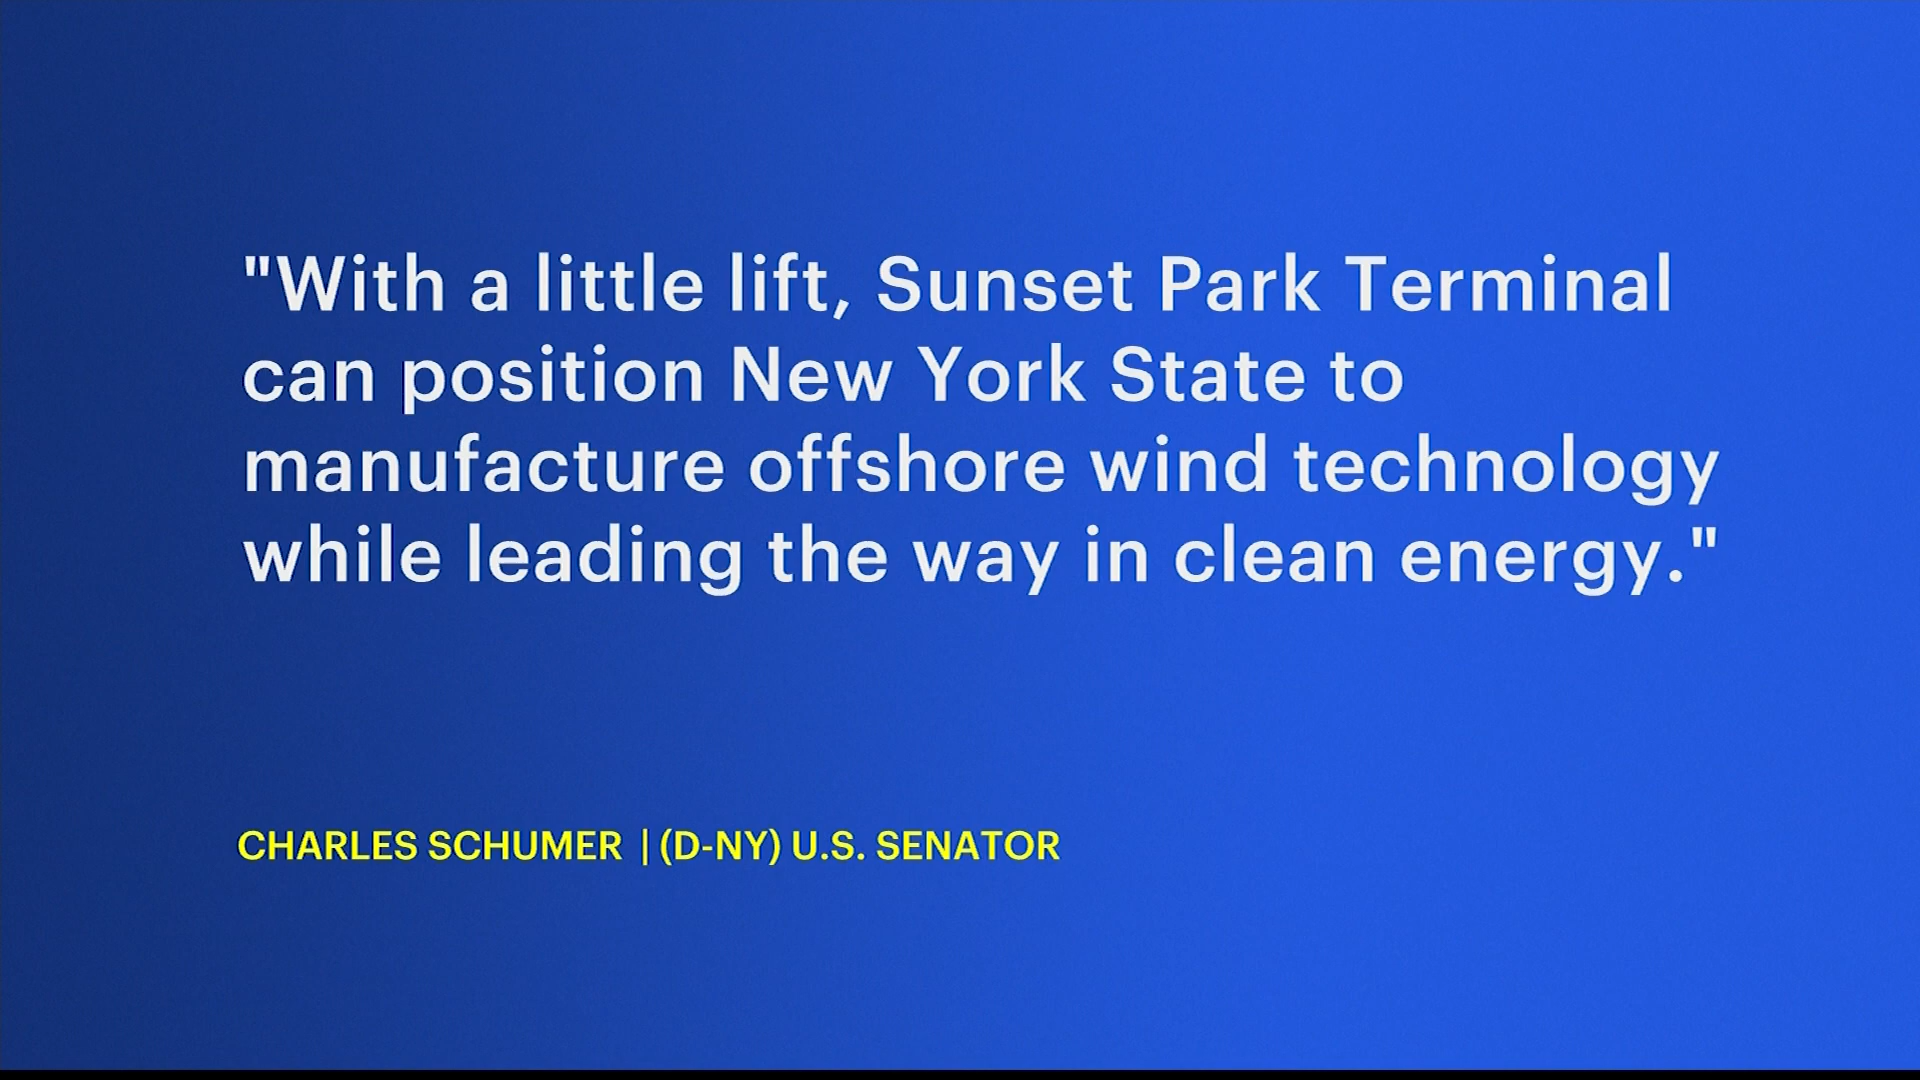 "With a little lift, Sunset Park Terminal
can position New York State to
manufacture offshore wind technology
while leading the way in clean energy."
CHARLES SCHUMER | (D-NY) U.S. SENATOR